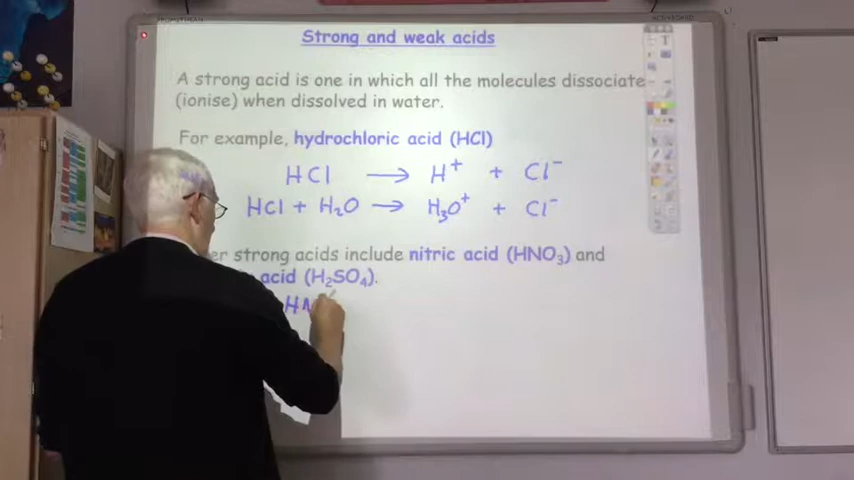 Strong and weak acids
A strong acid is one in which all the molecules dissociate
(ionise) when dissolved in water.
For example, hydrochloric acid (HCl)
HCl → H⁺ + Cl⁻
HCl + H₂O → H₃O⁺ + Cl⁻
strong acids include nitric acid (HNO₃) and
acid (H₂SO₄).
HN